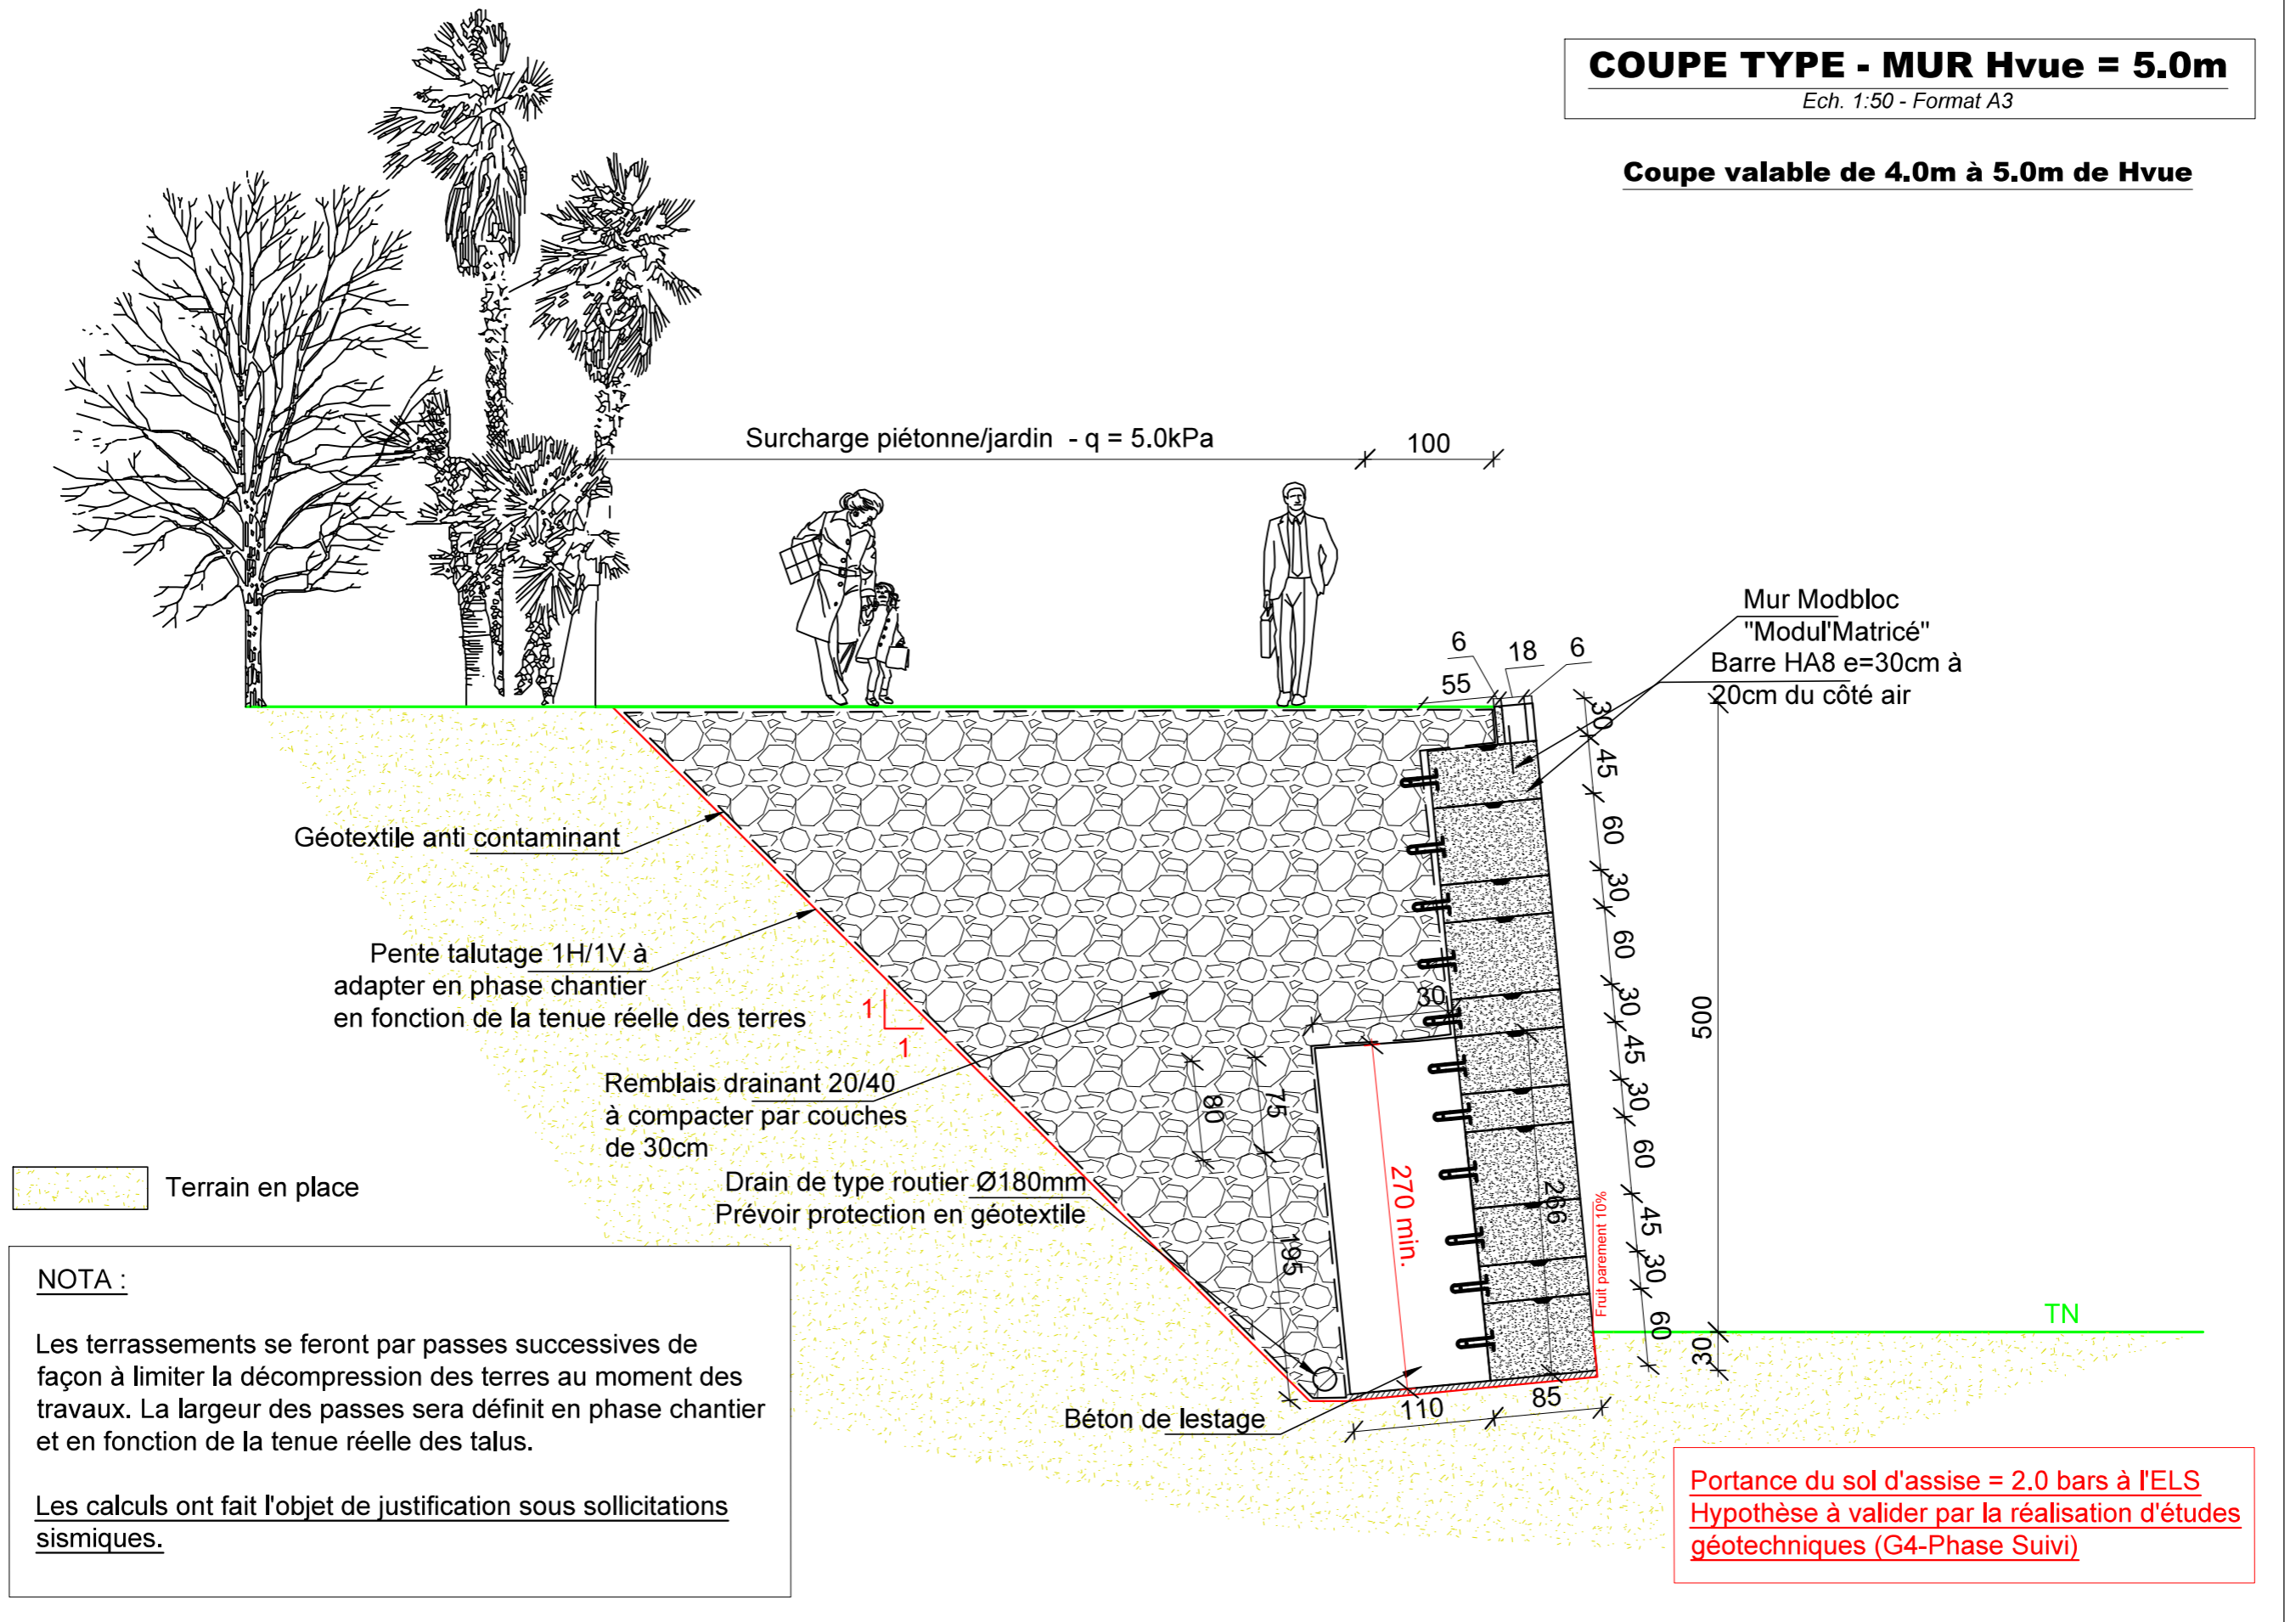 COUPE TYPE - MUR Hvue = 5.0m
Ech. 1:50 - Format A3
Coupe valable de 4.0m à 5.0m de Hvue
Surcharge piétonne/jardin - q = 5.0kPa
100
Mur Modbloc
"Modul'Matricé"
Barre HA8 e=30cm à
20cm du côté air
6
18
6
55
30
45
60
30
60
30
45
30
60
45
30
60
500
30
Géotextile anti contaminant
Pente talutage 1H/1V à
adapter en phase chantier
en fonction de la tenue réelle des terres
1
1
30
Remblais drainant 20/40
à compacter par couches
de 30cm
80
75
195
270 min.
266
Fruit parement 10%
Drain de type routier Ø180mm
Prévoir protection en géotextile
Terrain en place
TN
Béton de lestage
110
85
NOTA :
Les terrassements se feront par passes successives de
façon à limiter la décompression des terres au moment des
travaux. La largeur des passes sera définit en phase chantier
et en fonction de la tenue réelle des talus.
Les calculs ont fait l'objet de justification sous sollicitations
sismiques.
Portance du sol d'assise = 2.0 bars à l'ELS
Hypothèse à valider par la réalisation d'études
géotechniques (G4-Phase Suivi)